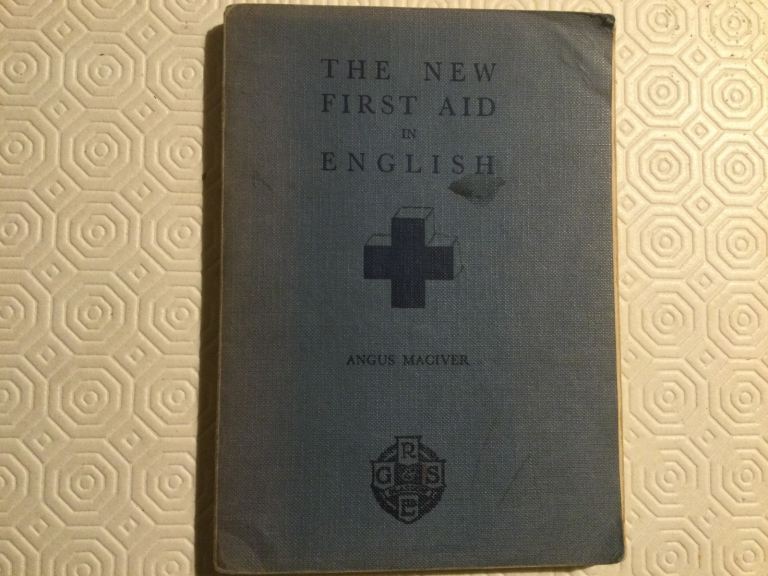 THE NEW
FIRST AID
IN
ENGLISH
ANGUS MACIVER
R
G & S
C